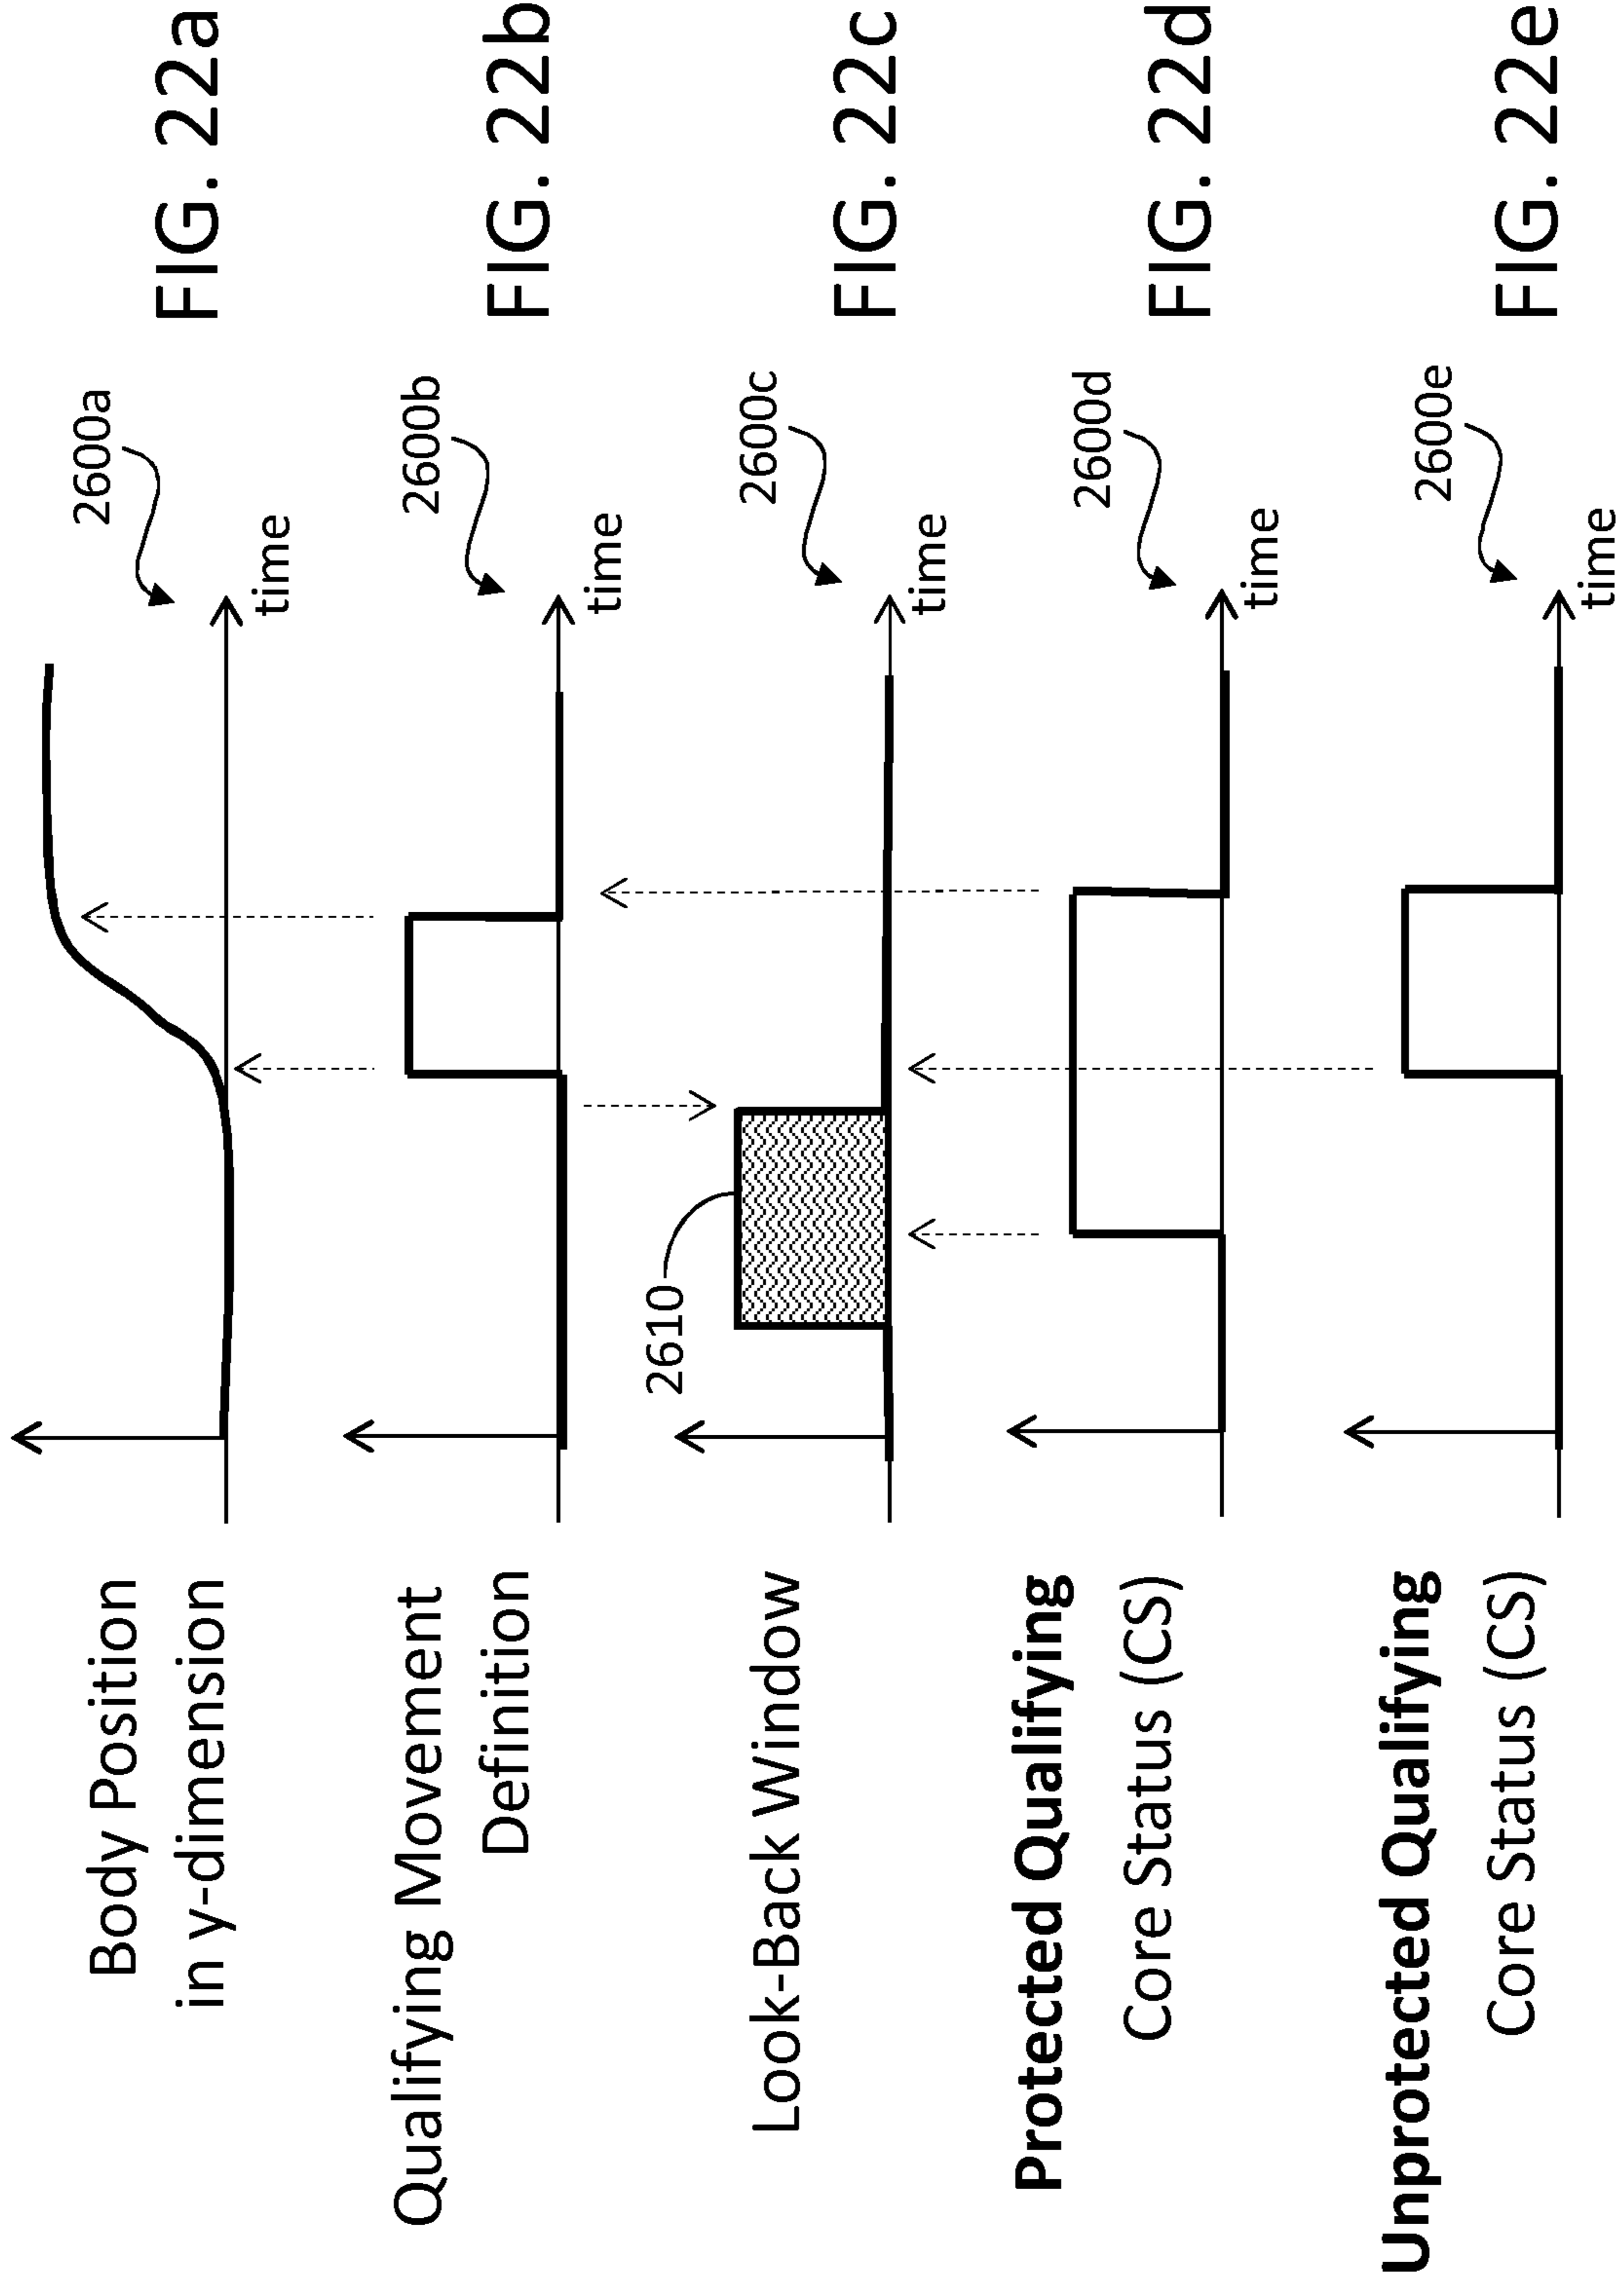 Body Position
in y-dimension
2600a
time
FIG. 22a
Qualifying Movement
Definition
2600b
time
FIG. 22b
Look-Back Window
2610
2600c
time
FIG. 22c
Protected Qualifying
Core Status (CS)
2600d
time
FIG. 22d
Unprotected Qualifying
Core Status (CS)
2600e
time
FIG. 22e